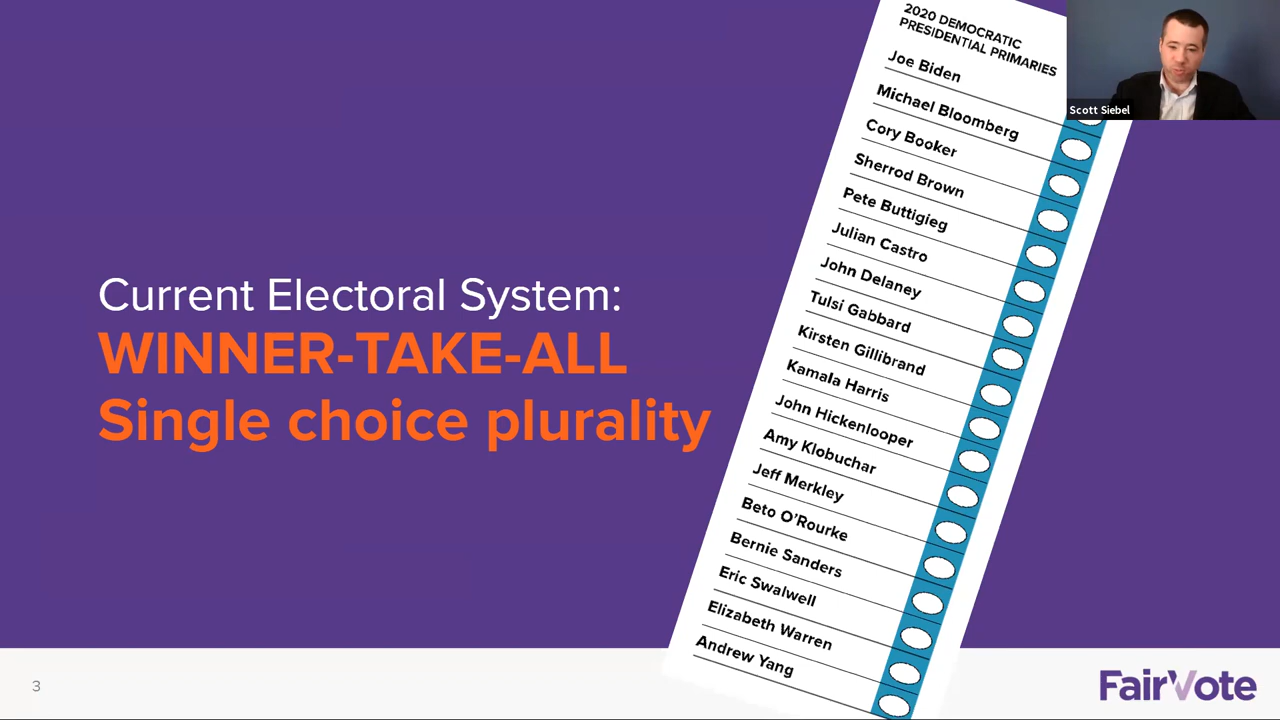 Current Electoral System:
WINNER-TAKE-ALL
Single choice plurality
2020 DEMOCRATIC
PRESIDENTIAL PRIMARIES
Joe Biden
Michael Bloomberg
Cory Booker
Sherrod Brown
Pete Buttigieg
Julian Castro
John Delaney
Tulsi Gabbard
Kirsten Gillibrand
Kamala Harris
John Hickenlooper
Amy Klobuchar
Jeff Merkley
Beto O'Rourke
Bernie Sanders
Eric Swalwell
Elizabeth Warren
Andrew Yang
Scott Siebel
3
FairVote